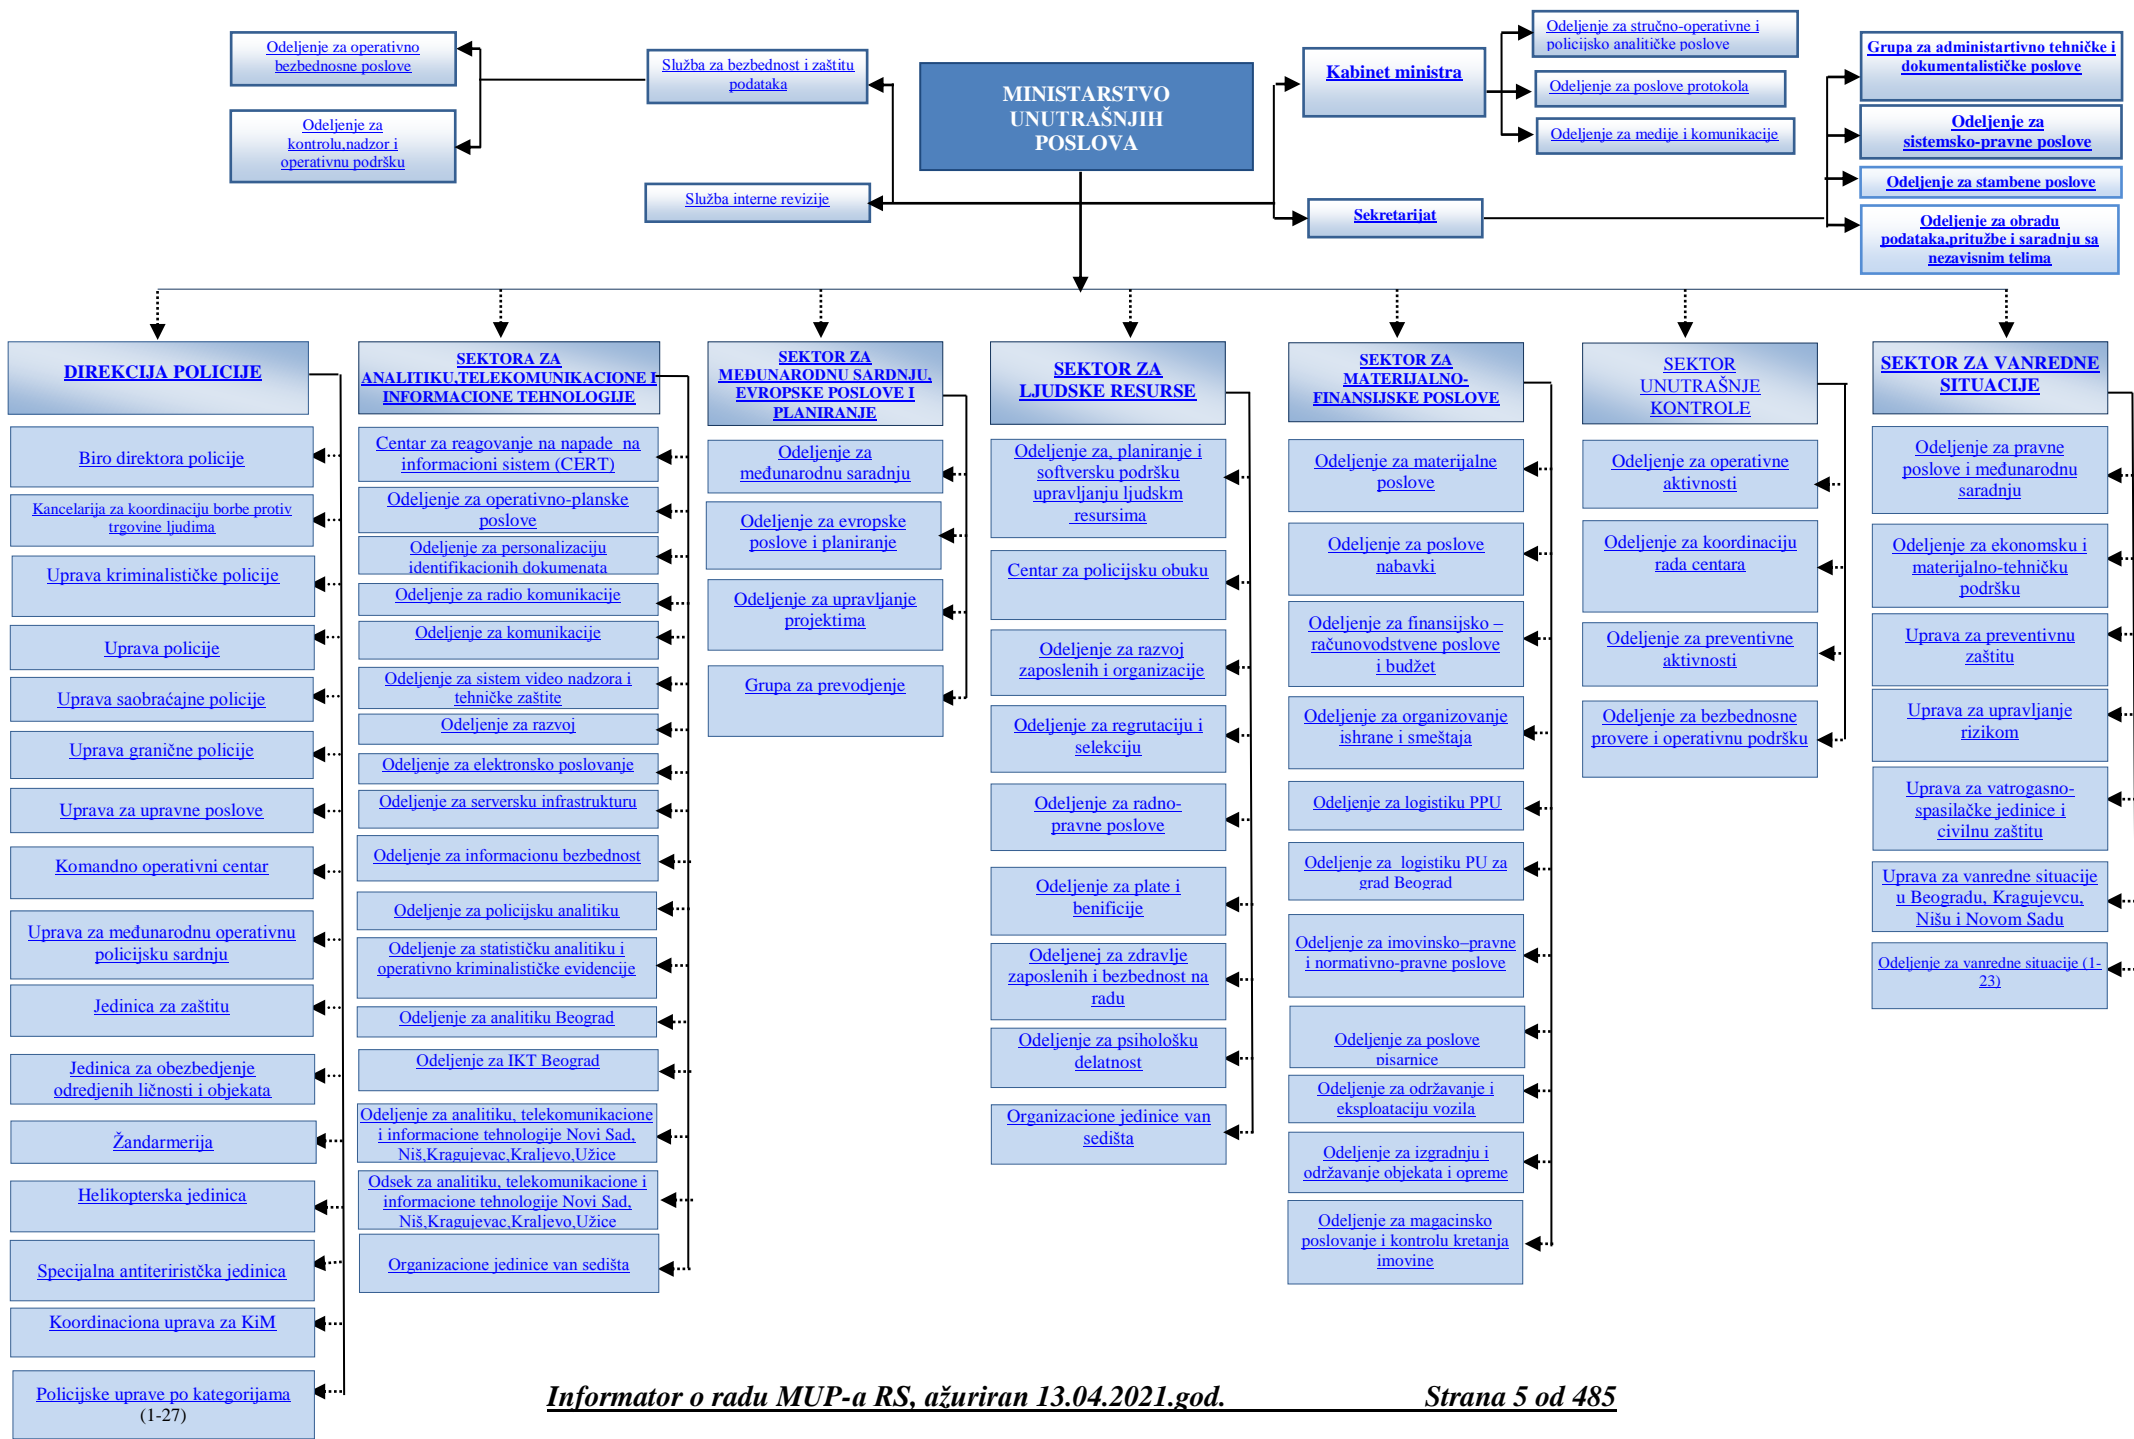 Odeljenje za operativno
bezbednosne poslove
Odeljenje za
kontrolu,nadzor i
operativnu podršku
Služba za bezbednost i zaštitu
podataka
Služba interne revizije
MINISTARSTVO
UNUTRAŠNJIH
POSLOVA
Kabinet ministra
Sekretarijat
Odeljenje za stručno-operativne i
policijsko analitičke poslove
Odeljenje za poslove protokola
Odeljenje za medije i komunikacije
Grupa za administartivno tehničke i
dokumentalističke poslove
Odeljenje za
sistemsko-pravne poslove
Odeljenje za stambene poslove
Odeljenje za obradu
podataka,pritužbe i saradnju sa
nezavisnim telima
DIREKCIJA POLICIJE
Biro direktora policije
Kancelarija za koordinaciju borbe protiv
trgovine ljudima
Uprava kriminalističke policije
Uprava policije
Uprava saobraćajne policije
Uprava granične policije
Uprava za upravne poslove
Komandno operativni centar
Uprava za međunarodnu operativnu
policijsku sardnju
Jedinica za zaštitu
Jedinica za obezbedjenje
odredjenih ličnosti i objekata
Žandarmerija
Helikopterska jedinica
Specijalna antiteriristčka jedinica
Koordinaciona uprava za KiM
Policijske uprave po kategorijama
(1-27)
SEKTORA ZA
ANALITIKU,TELEKOMUNIKACIONE I
INFORMACIONE TEHNOLOGIJE
Centar za reagovanje na napade na
informacioni sistem (CERT)
Odeljenje za operativno-planske
poslove
Odeljenje za personalizaciju
identifikacionih dokumenata
Odeljenje za radio komunikacije
Odeljenje za komunikacije
Odeljenje za sistem video nadzora i
tehničke zaštite
Odeljenje za razvoj
Odeljenje za elektronsko poslovanje
Odeljenje za serversku infrastrukturu
Odeljenje za informacionu bezbednost
Odeljenje za policijsku analitiku
Odeljenje za statističku analitiku i
operativno kriminalističke evidencije
Odeljenje za analitiku Beograd
Odeljenje za IKT Beograd
Odeljenje za analitiku, telekomunikacione
i informacione tehnologije Novi Sad,
Niš,Kragujevac,Kraljevo,Užice
Odsek za analitiku, telekomunikacione i
informacione tehnologije Novi Sad,
Niš,Kragujevac,Kraljevo,Užice
Organizacione jedinice van sedišta
SEKTOR ZA
MEĐUNARODNU SARDNJU,
EVROPSKE POSLOVE I
PLANIRANJE
Odeljenje za
međunarodnu saradnju
Odeljenje za evropske
poslove i planiranje
Odeljenje za upravljanje
projektima
Grupa za prevodjenje
SEKTOR ZA
LJUDSKE RESURSE
Odeljenje za, planiranje i
softversku podršku
upravljanju ljudskm
resursima
Centar za policijsku obuku
Odeljenje za razvoj
zaposlenih i organizacije
Odeljenje za regrutaciju i
selekciju
Odeljenje za radno-
pravne poslove
Odeljenje za plate i
benificije
Odeljenej za zdravlje
zaposlenih i bezbednost na
radu
Odeljenje za psihološku
delatnost
Organizacione jedinice van
sedišta
SEKTOR ZA
MATERIJALNO-
FINANSIJSKE POSLOVE
Odeljenje za materijalne
poslove
Odeljenje za poslove
nabavki
Odeljenje za finansijsko –
računovodstvene poslove
i budžet
Odeljenje za organizovanje
ishrane i smeštaja
Odeljenje za logistiku PPU
Odeljenje za logistiku PU za
grad Beograd
Odeljenje za imovinsko–pravne
i normativno-pravne poslove
Odeljenje za poslove
pisarnice
Odeljenje za održavanje i
eksploataciju vozila
Odeljenje za izgradnju i
održavanje objekata i opreme
Odeljenje za magacinsko
poslovanje i kontrolu kretanja
imovine
SEKTOR
UNUTRAŠNJE
KONTROLE
Odeljenje za operativne
aktivnosti
Odeljenje za koordinaciju
rada centara
Odeljenje za preventivne
aktivnosti
Odeljenje za bezbednosne
provere i operativnu podršku
SEKTOR ZA VANREDNE
SITUACIJE
Odeljenje za pravne
poslove i međunarodnu
saradnju
Odeljenje za ekonomsku i
materijalno-tehničku
podršku
Uprava za preventivnu
zaštitu
Uprava za upravljanje
rizikom
Uprava za vatrogasno-
spasilačke jedinice i
civilnu zaštitu
Uprava za vanredne situacije
u Beogradu, Kragujevcu,
Nišu i Novom Sadu
Odeljenje za vanredne situacije (1-
23)
Informator o radu MUP-a RS, ažuriran 13.04.2021.god. Strana 5 od 485